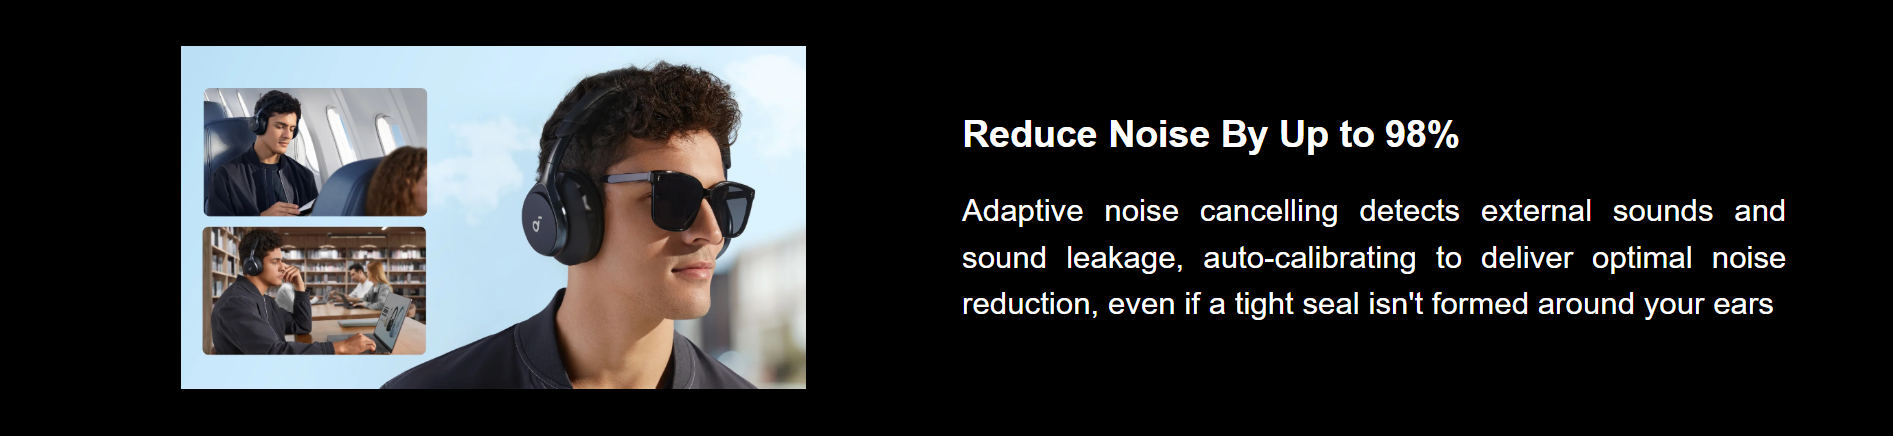 Reduce Noise By Up to 98%
Adaptive noise cancelling detects external sounds and
sound leakage, auto-calibrating to deliver optimal noise
reduction, even if a tight seal isn't formed around your ears